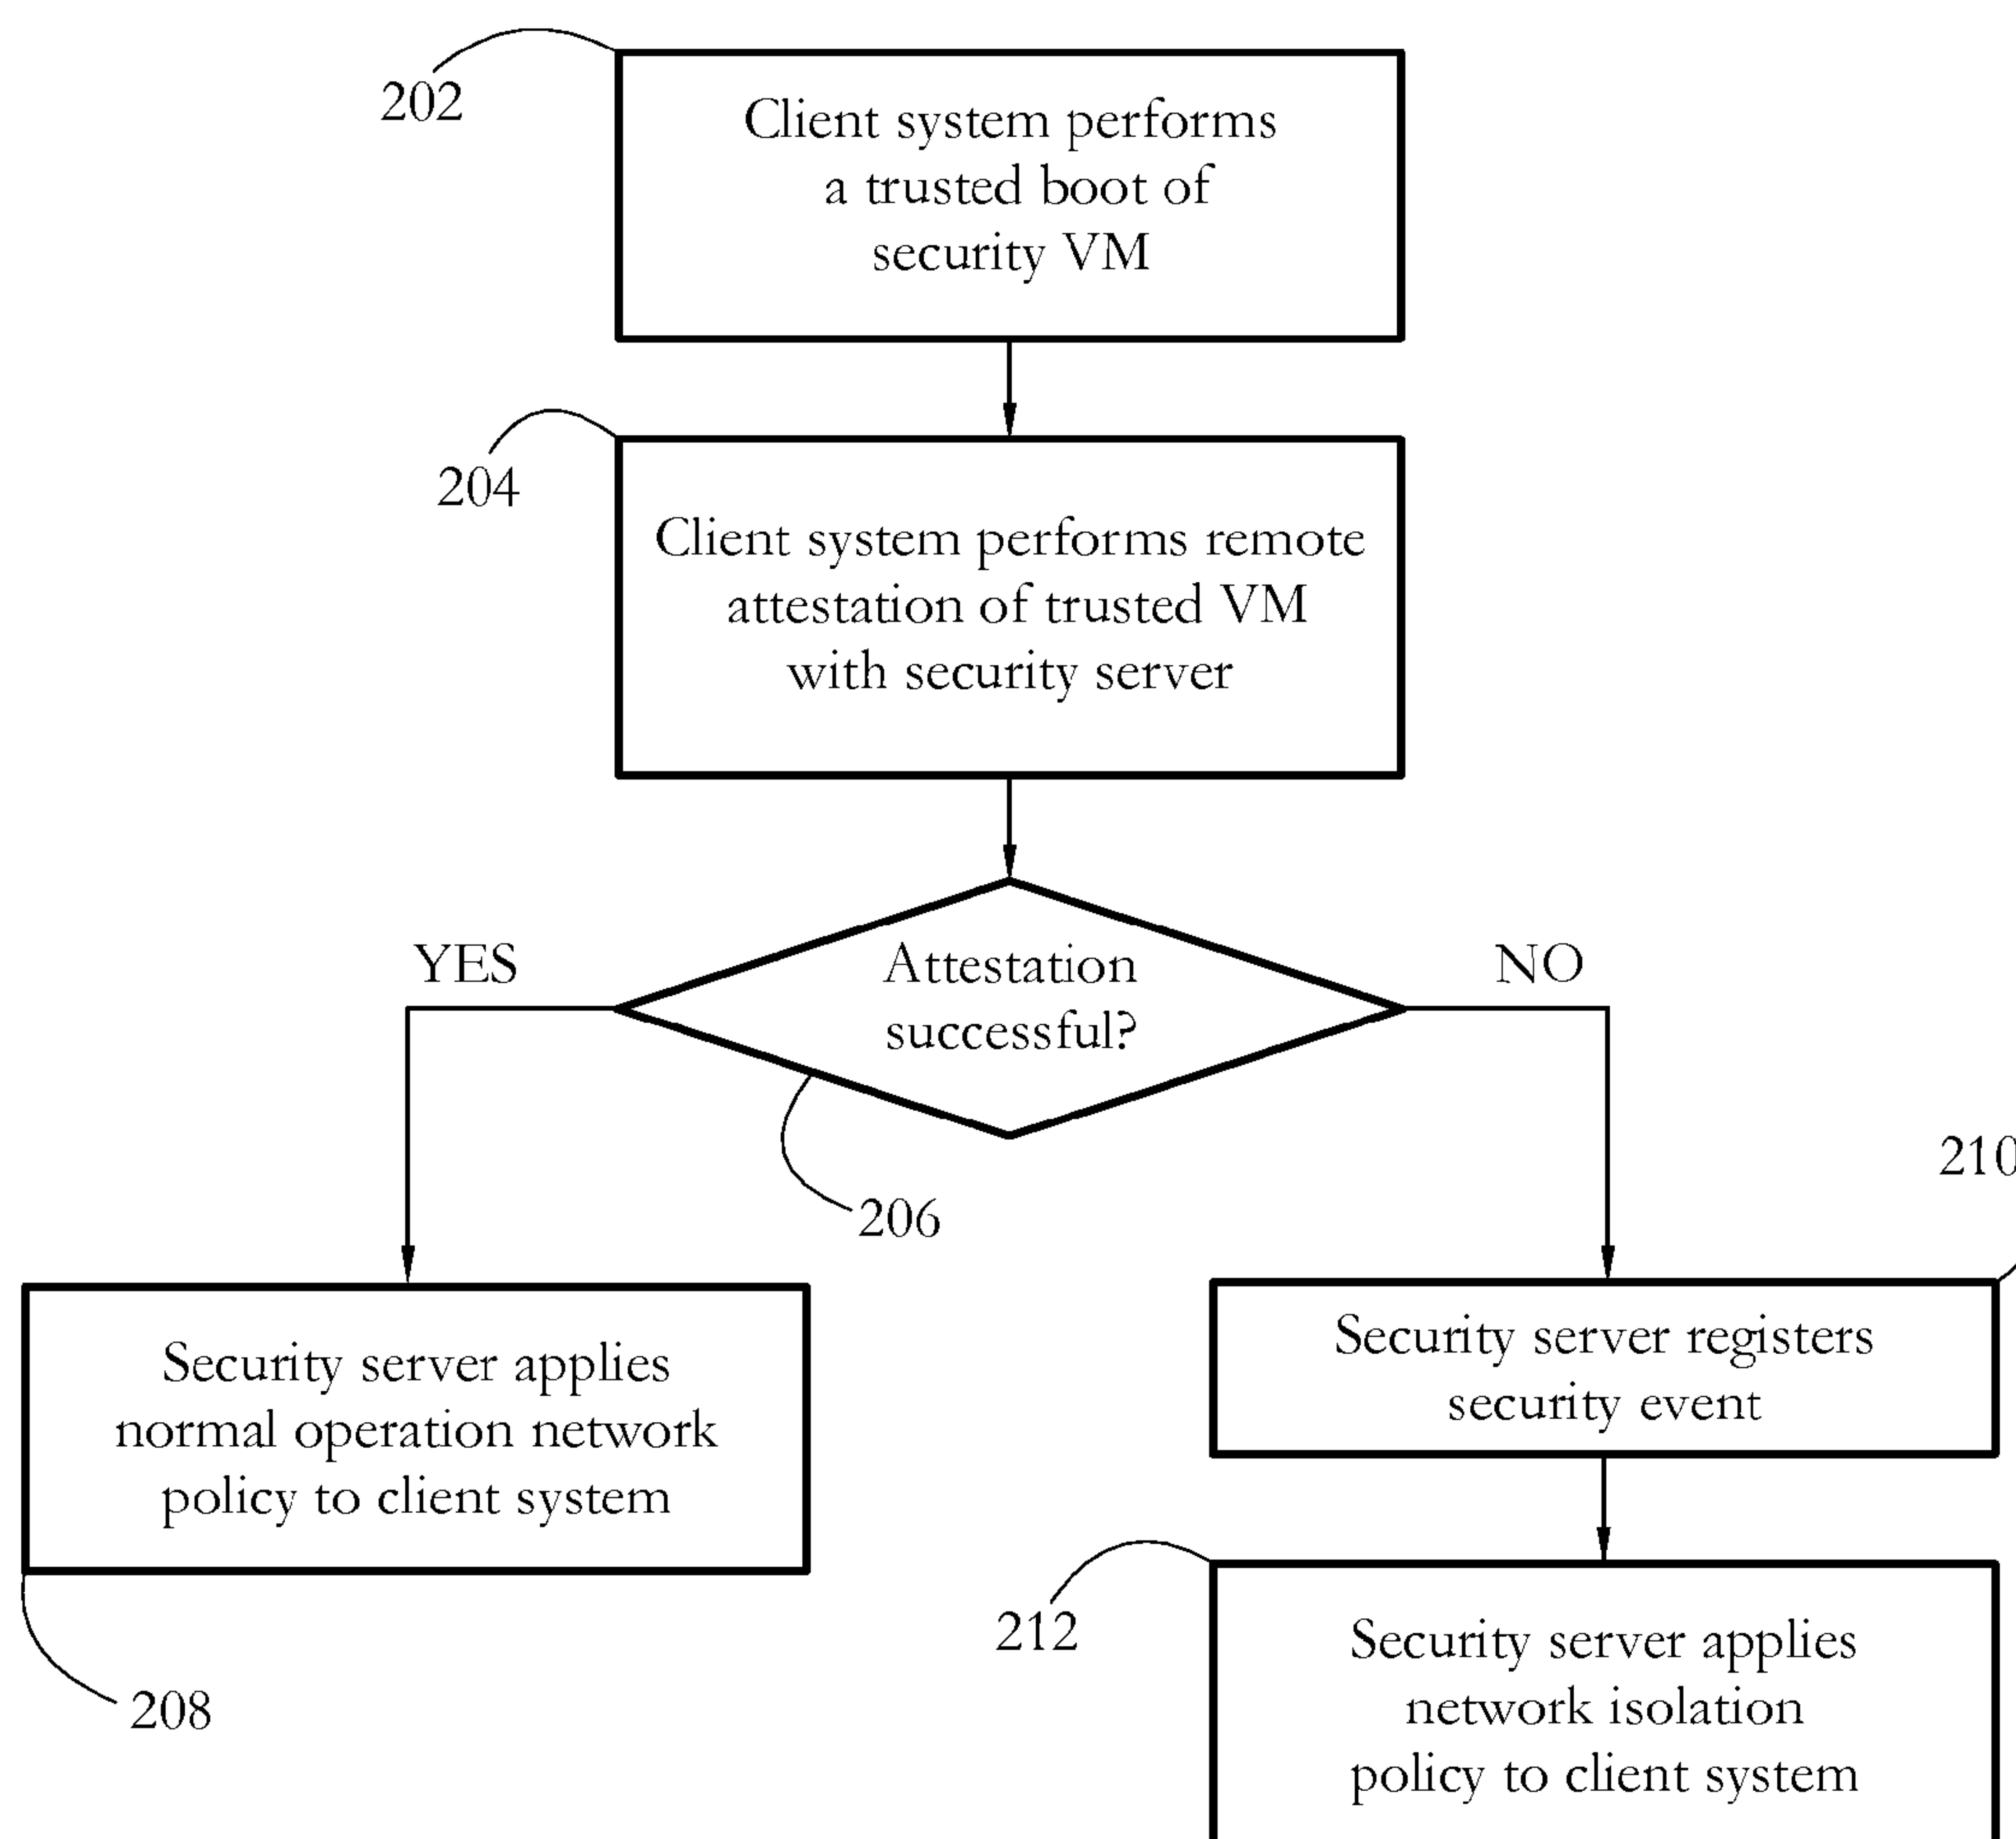 202
Client system performs
a trusted boot of
security VM
204
Client system performs remote
attestation of trusted VM
with security server
YES
Attestation
successful?
NO
206
210
Security server applies
normal operation network
policy to client system
208
Security server registers
security event
212
Security server applies
network isolation
policy to client system